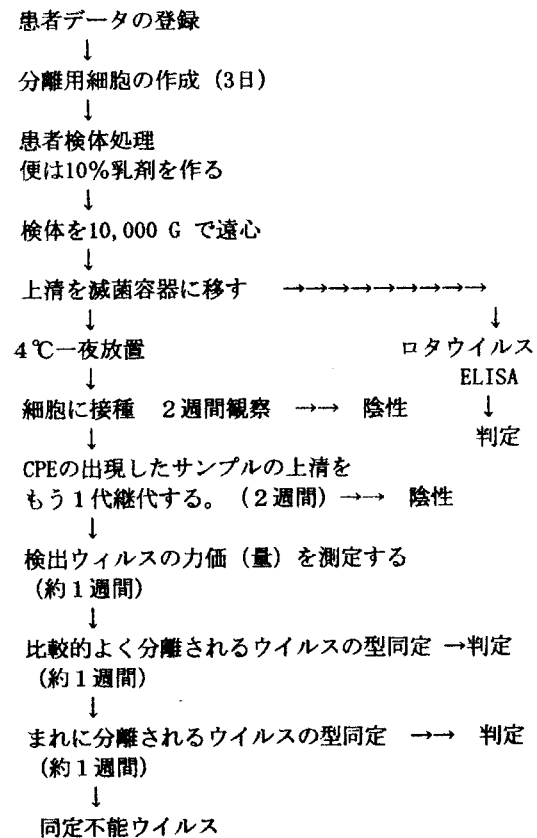 患者データの登録
↓
分離用細胞の作成 (3日)
↓
患者検体処理
便は10%乳剤を作る
↓
検体を10,000 G で遠心
↓
上清を滅菌容器に移す →→→→→→→→→
↓ ↓
4℃一夜放置 ロタウイルス
↓ ELISA
細胞に接種 2週間観察 →→ 陰性 ↓
↓ 判定
CPEの出現したサンプルの上清を
もう1代継代する。(2週間) →→ 陰性
↓
検出ウィルスの力価(量)を測定する
(約1週間)
↓
比較的よく分離されるウイルスの型同定 →判定
(約1週間)
↓
まれに分離されるウイルスの型同定 →→ 判定
(約1週間)
↓
同定不能ウイルス